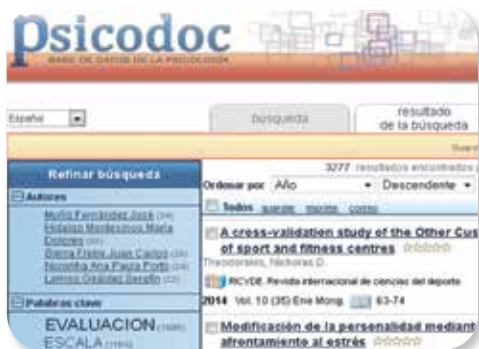 Psicodoc
BASE DE DATOS DE LA PSICOLOGÍA
Español
búsqueda
resultado
de la búsqueda
Refinar búsqueda
3277 resultados encontrados
Ordenar por Año Descendente
Autores
Todos
Muñiz Fernández José (24)
Hidalgo Montesinos María
Dolores
Sierra Freire Juan Carlos
Noronha Ana Paula Porto (24)
Lemos Giráldez Serafín (22)
Palabras clave
EVALUACION
ESCALA
A cross-validation study of the Other Cus
of sport and fitness centres
Theodorakis, Nicholas D.
RICYDE. Revista internacional de ciencias del deporte
2014 Vol. 10 (35) Ene Mong. 63-74
Modificación de la personalidad mediant
afrontamiento al estrés